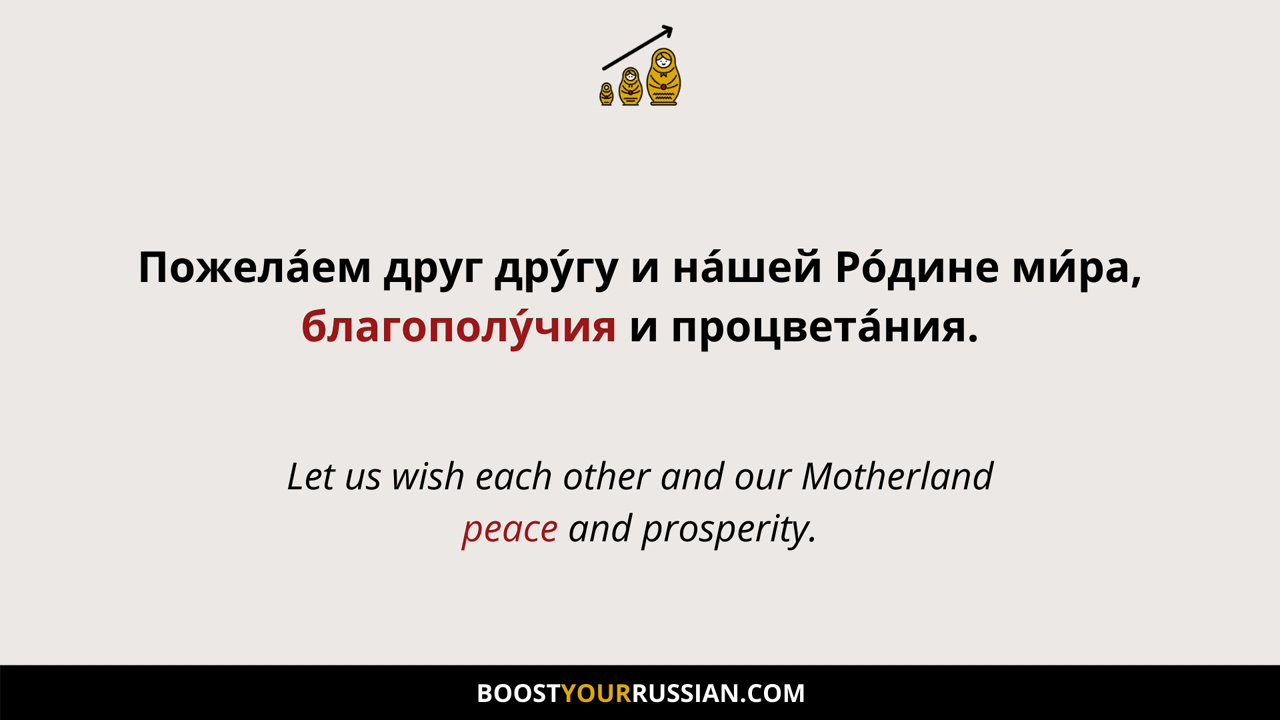 Пожела́ем друг дру́гу и на́шей Ро́дине ми́ра,
благополу́чия и процвета́ния.
Let us wish each other and our Motherland
peace and prosperity.
BOOSTYOURRUSSIAN.COM